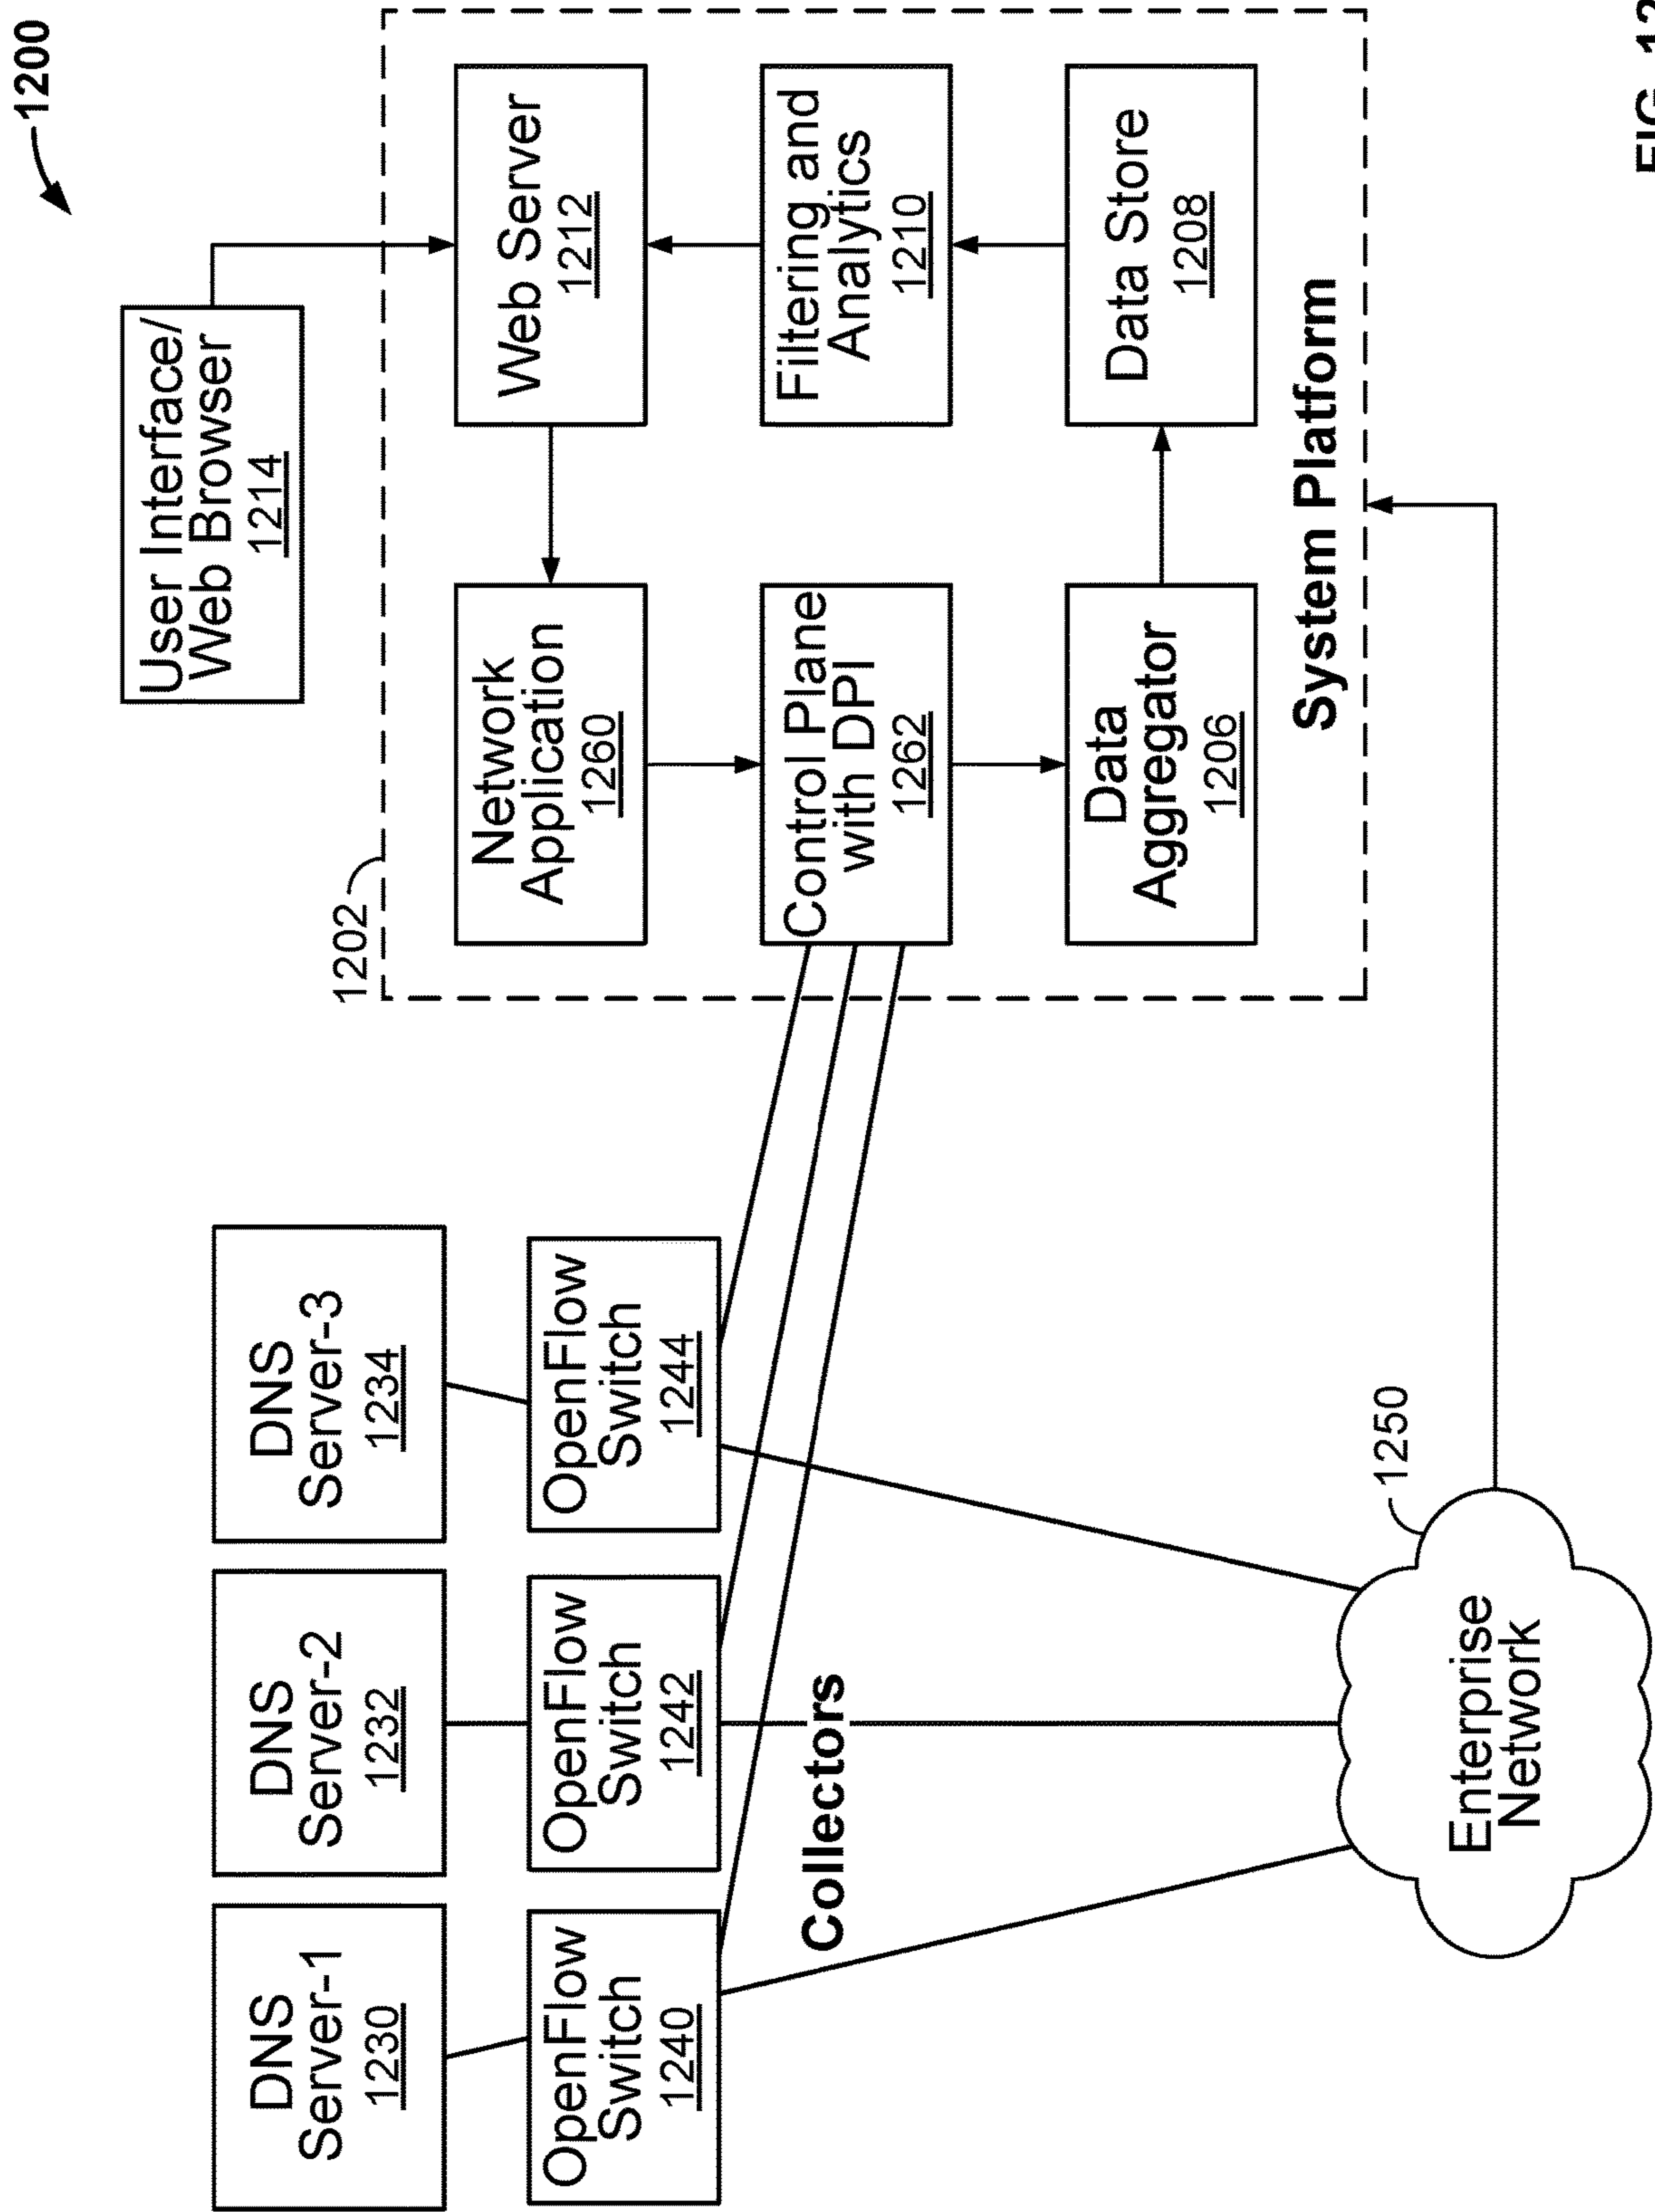 1200
User Interface/
Web Browser
1214
DNS
Server-1
1230
DNS
Server-2
1232
DNS
Server-3
1234
1202
OpenFlow
Switch
1240
OpenFlow
Switch
1242
OpenFlow
Switch
1244
Network
Application
1260
Web Server
1212
Control Plane
with DPI
1262
Filtering and
Analytics
1210
Collectors
Data
Aggregator
1206
Data Store
1208
System Platform
1250
Enterprise
Network
FIG. 12